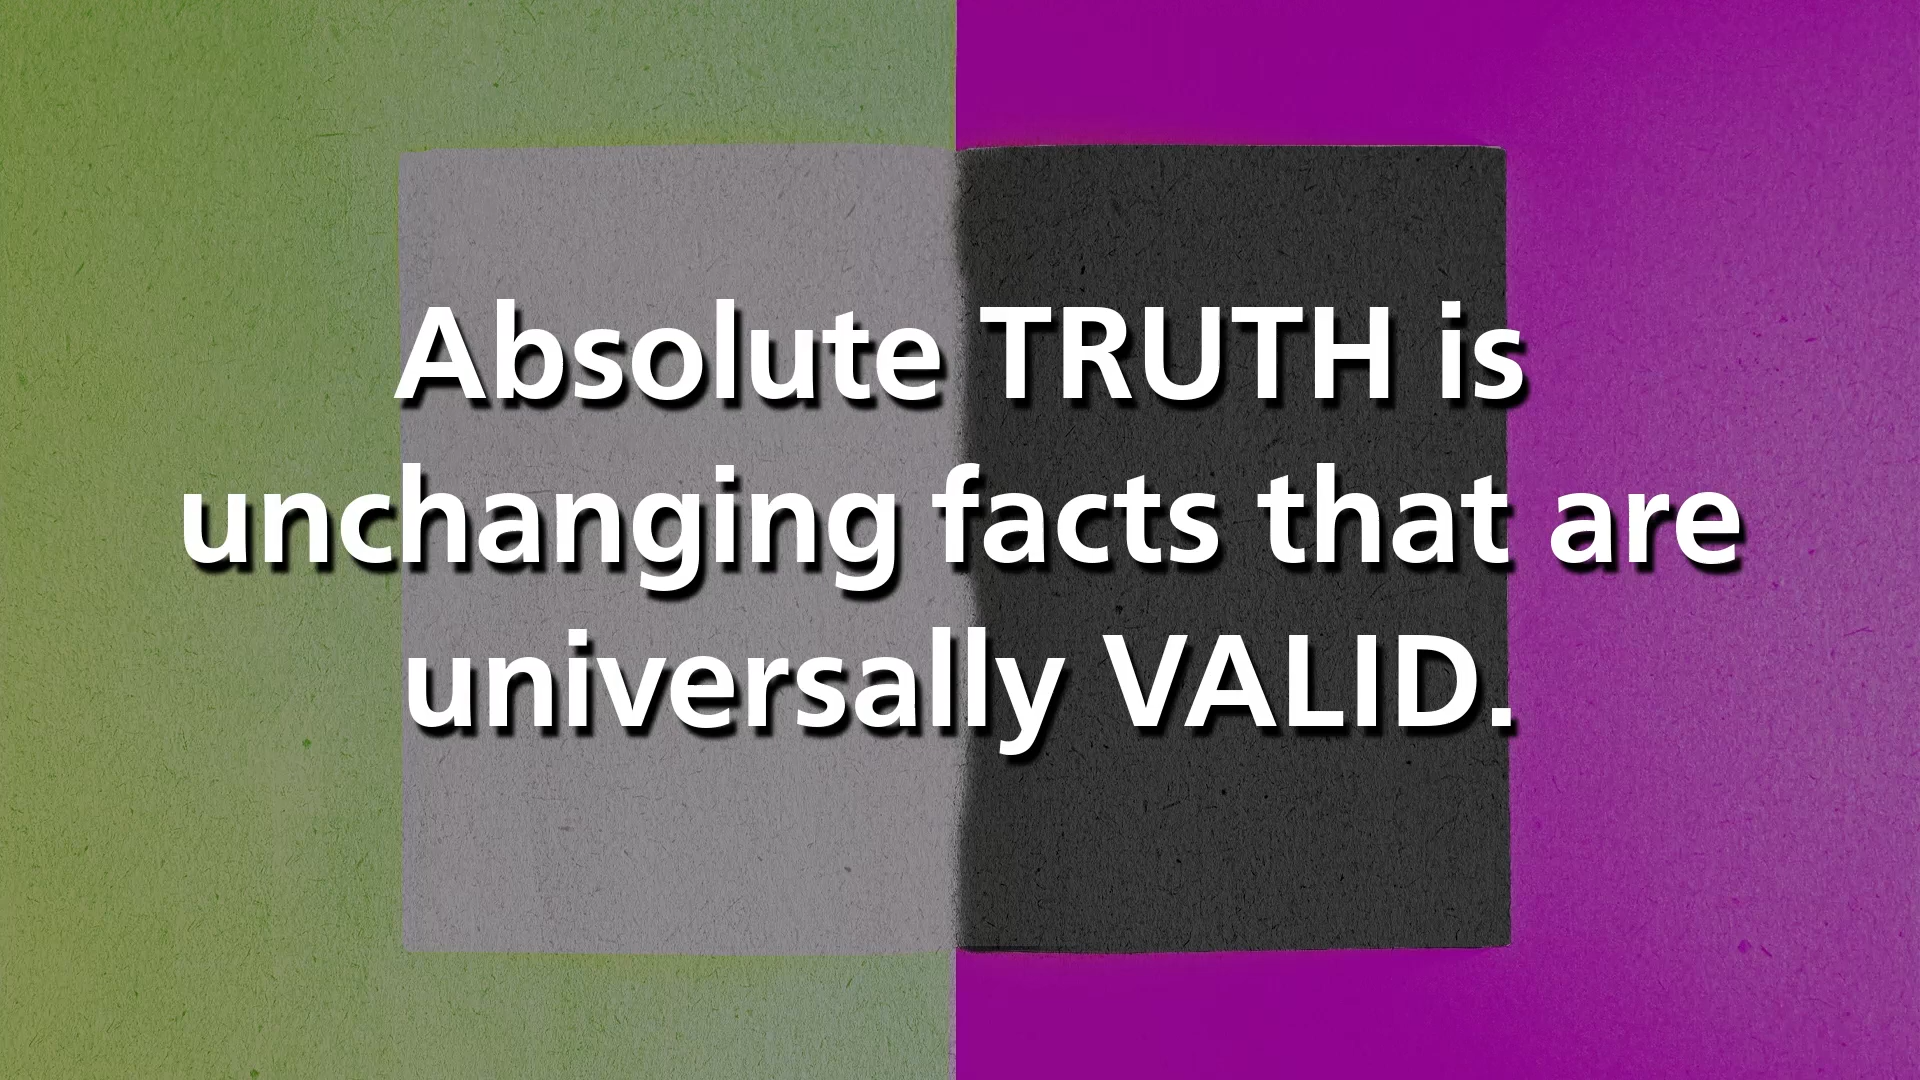 Absolute TRUTH is
unchanging facts that are
universally VALID.